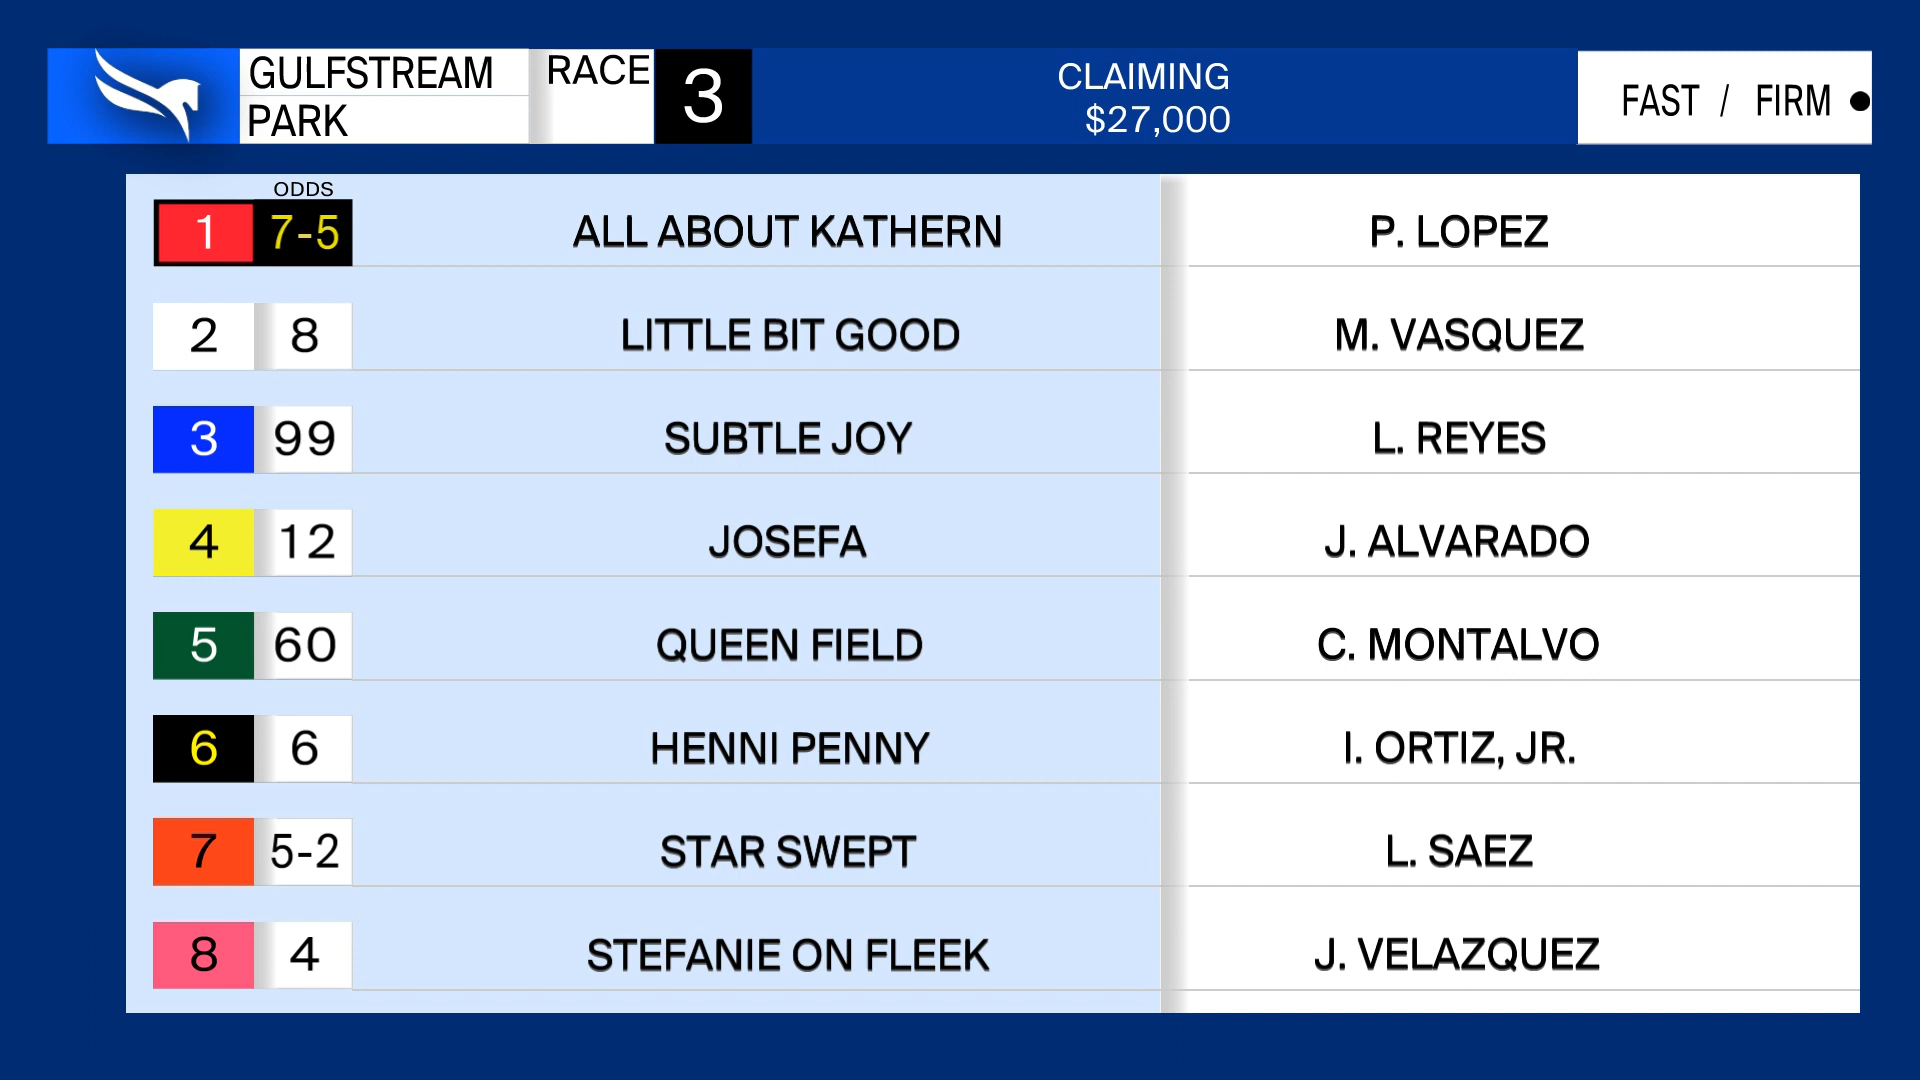 GULFSTREAM
PARK
RACE
3
CLAIMING
$27,000
FAST / FIRM ●
ODDS
1 7-5 ALL ABOUT KATHERN P. LOPEZ
2 8 LITTLE BIT GOOD M. VASQUEZ
3 99 SUBTLE JOY L. REYES
4 12 JOSEFA J. ALVARADO
5 60 QUEEN FIELD C. MONTALVO
6 6 HENNI PENNY I. ORTIZ, JR.
7 5-2 STAR SWEPT L. SAEZ
8 4 STEFANIE ON FLEEK J. VELAZQUEZ